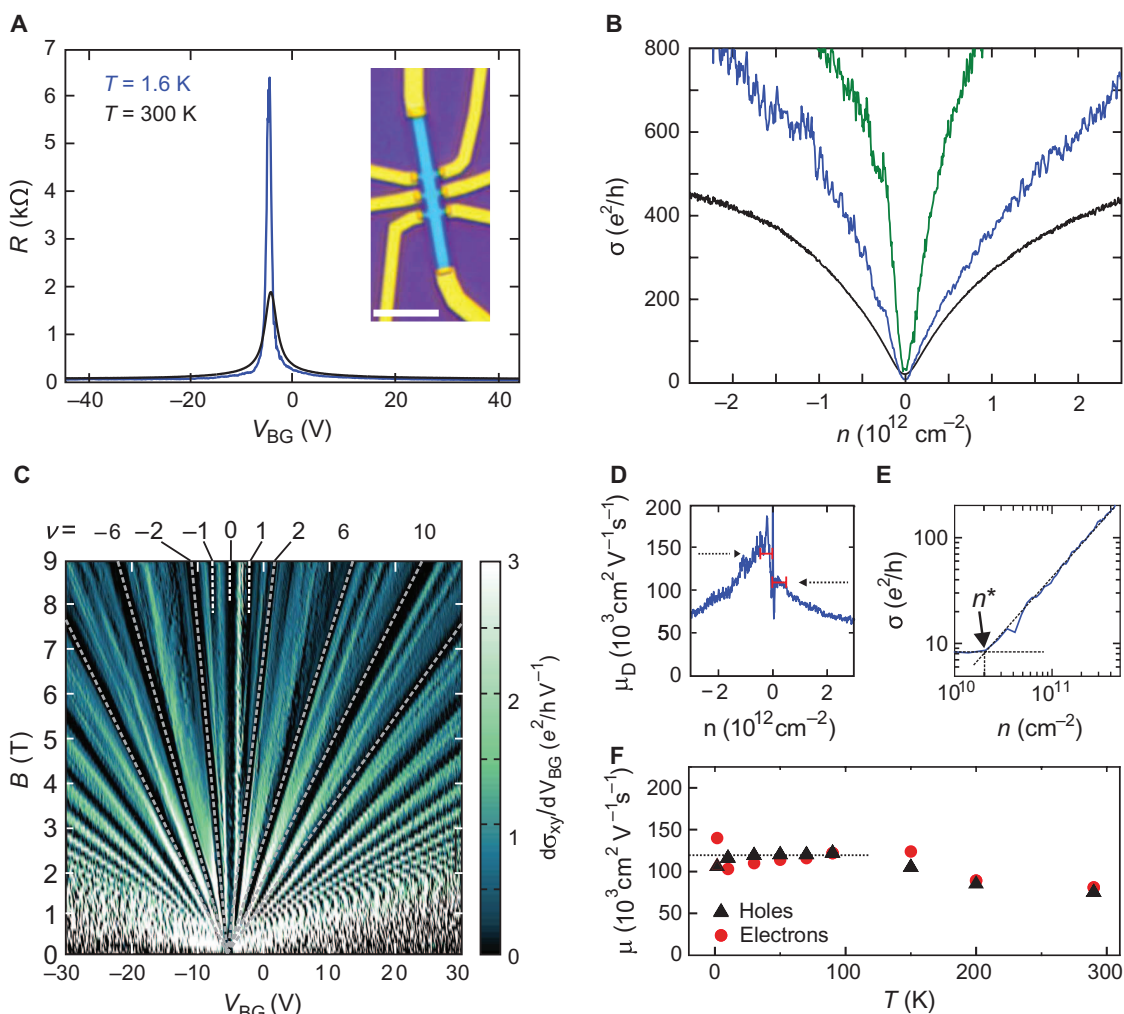 A
7
6
5
4
3
2
1
0
R (kΩ)
T = 1.6 K
T = 300 K
−40
−20
0
20
40
V_BG (V)
B
800
600
400
200
0
σ (e²/h)
−2
−1
0
1
2
n (10¹² cm⁻²)
C
ν = −6 −2 −1 0 1 2 6 10
9
8
7
6
5
4
3
2
1
0
B (T)
−30
−20
−10
0
10
20
30
V_BG (V)
3
2
1
0
dσ_xy/dV_BG (e²/h V⁻¹)
D
200
150
100
50
0
μ_D (10³ cm² V⁻¹s⁻¹)
−2
0
2
n (10¹²cm⁻²)
E
100
10
σ (e²/h)
n*
10¹⁰
10¹¹
n (cm⁻²)
F
200
150
100
50
0
μ (10³cm² V⁻¹s⁻¹)
Holes
Electrons
0
100
200
300
T (K)